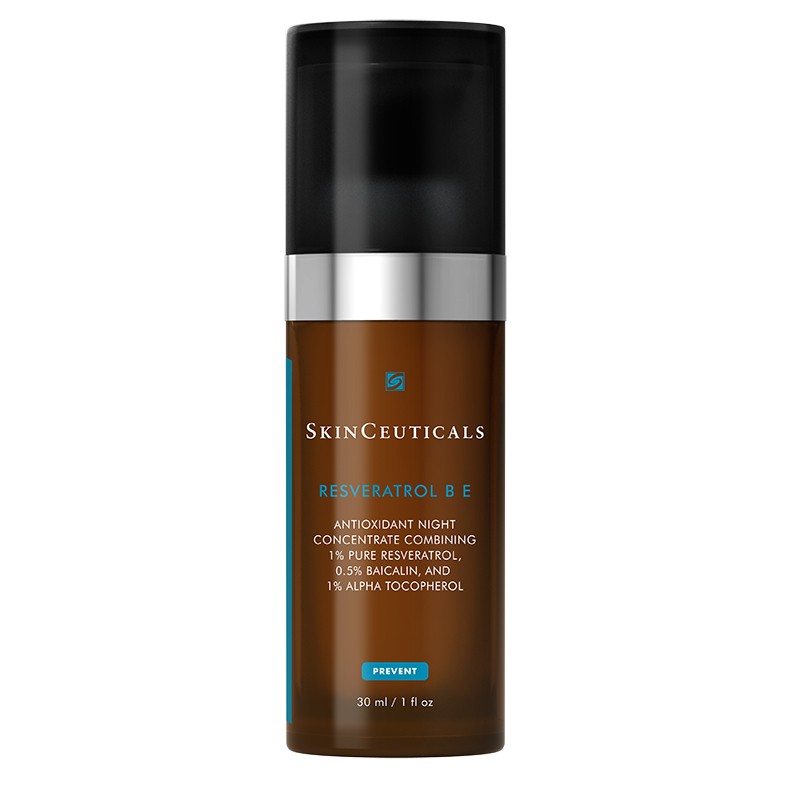 SKINCEUTICALS
RESVERATROL B E
ANTIOXIDANT NIGHT
CONCENTRATE COMBINING
1% PURE RESVERATROL,
0.5% BAICALIN, AND
1% ALPHA TOCOPHEROL
PREVENT
30 ml / 1 fl oz